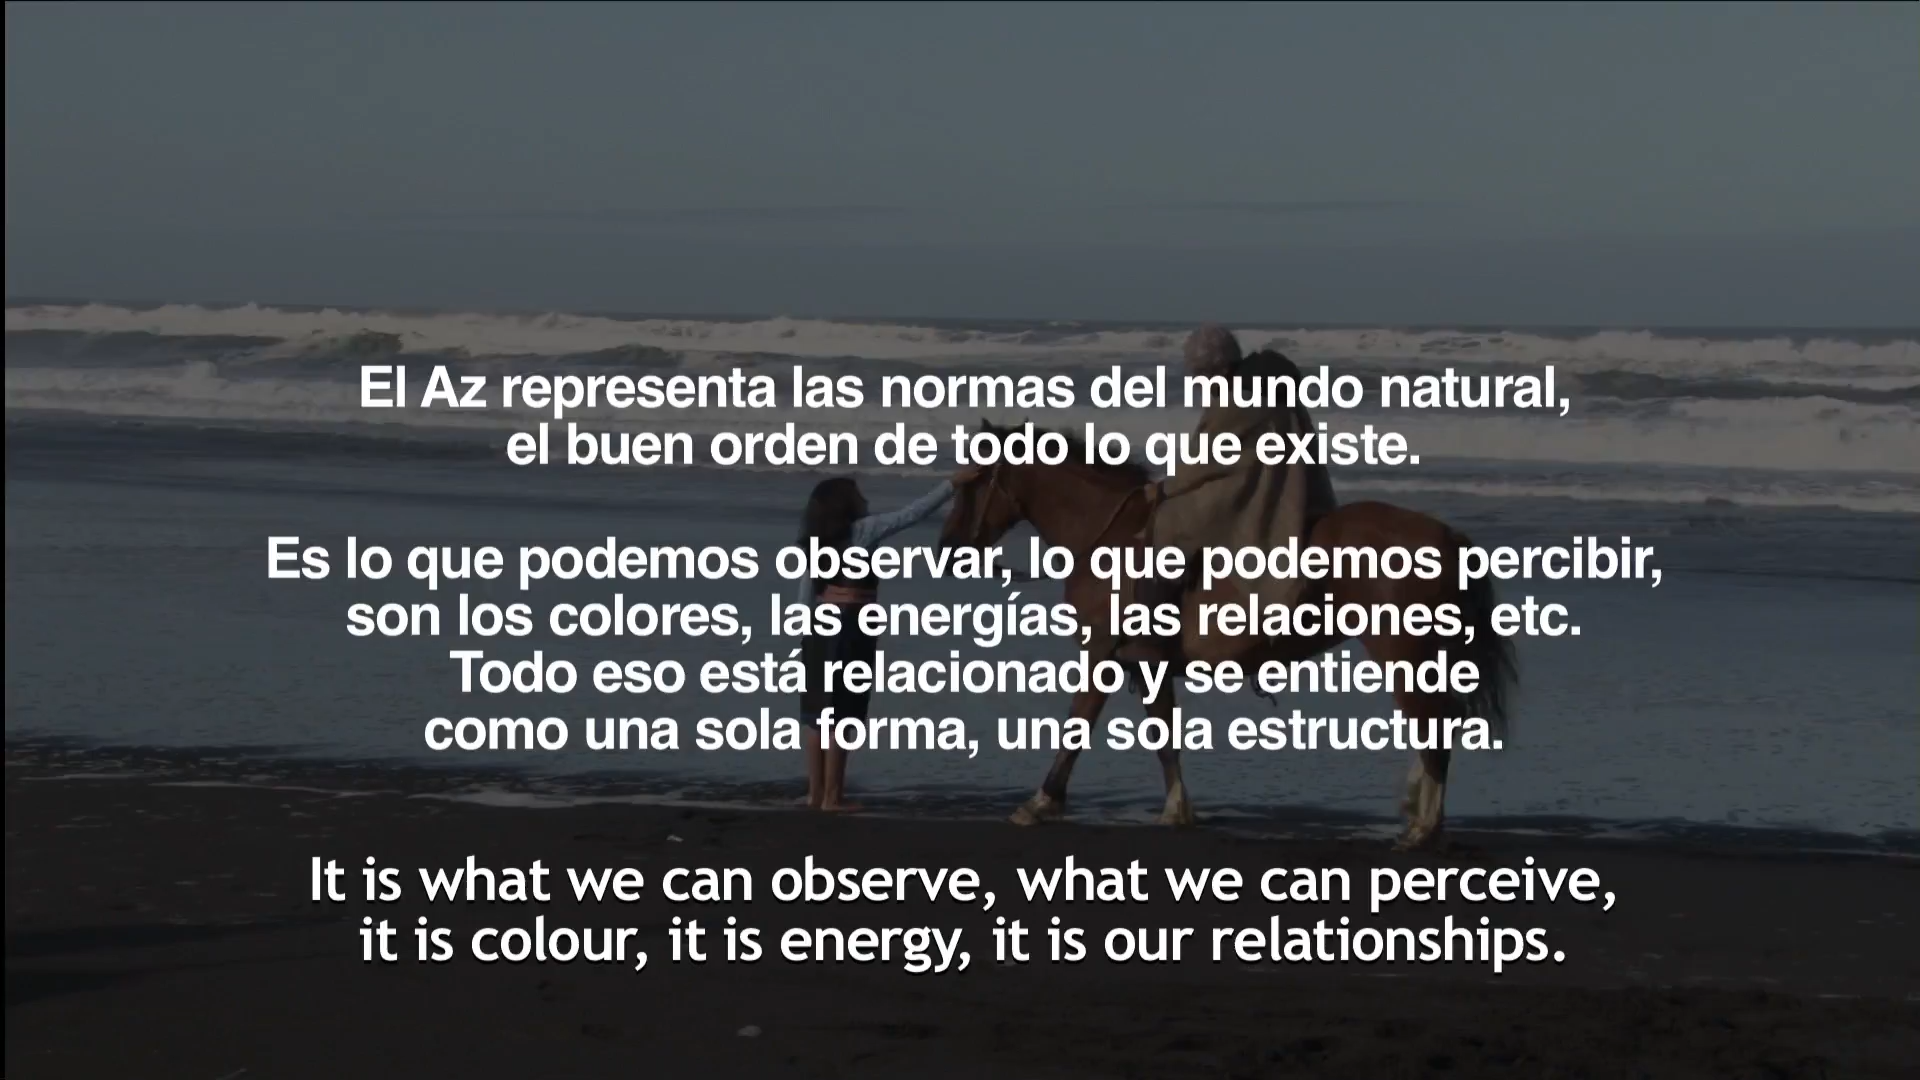 El Az representa las normas del mundo natural,
el buen orden de todo lo que existe.
Es lo que podemos observar, lo que podemos percibir,
son los colores, las energías, las relaciones, etc.
Todo eso está relacionado y se entiende
como una sola forma, una sola estructura.
It is what we can observe, what we can perceive,
it is colour, it is energy, it is our relationships.